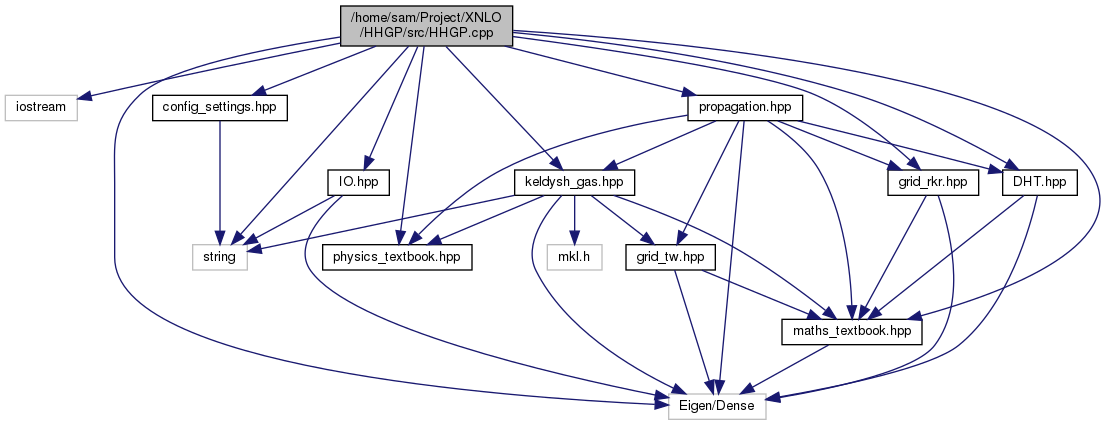 /home/sam/Project/XNLO
/HHGP/src/HHGP.cpp
iostream
config_settings.hpp
propagation.hpp
IO.hpp
keldysh_gas.hpp
grid_rkr.hpp
DHT.hpp
string
physics_textbook.hpp
mkl.h
grid_tw.hpp
maths_textbook.hpp
Eigen/Dense